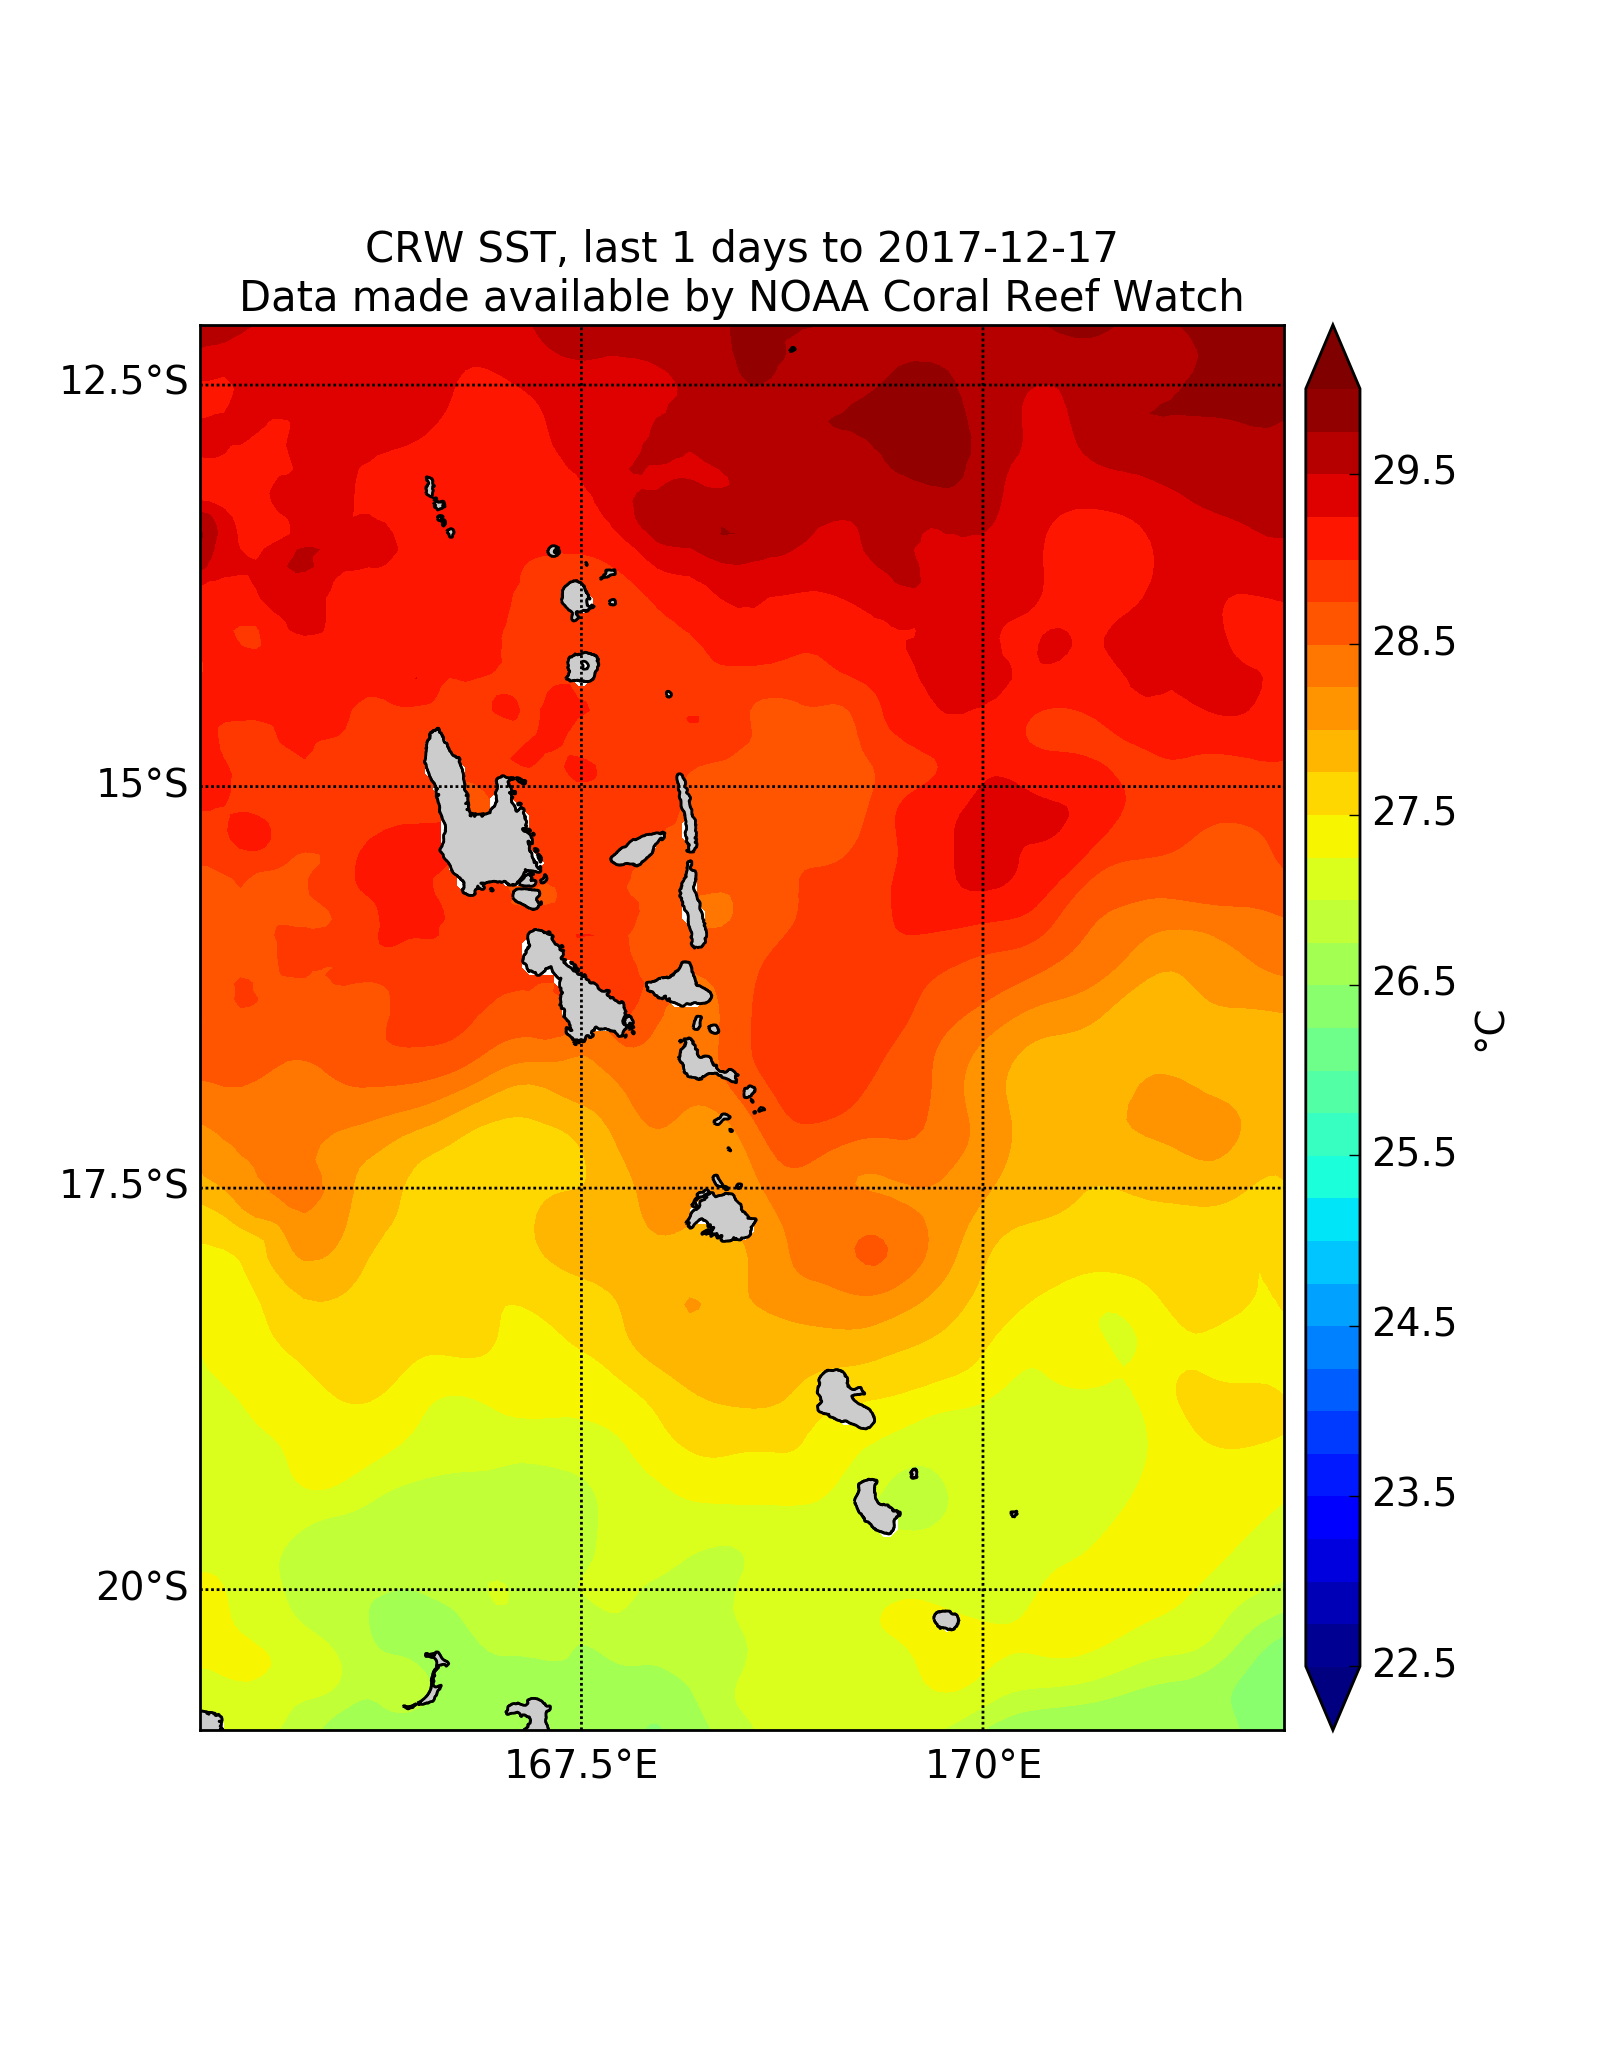 CRW SST, last 1 days to 2017-12-17
Data made available by NOAA Coral Reef Watch
12.5°S
15°S
17.5°S
20°S
167.5°E
170°E
29.5
28.5
27.5
26.5
25.5
24.5
23.5
22.5
°C